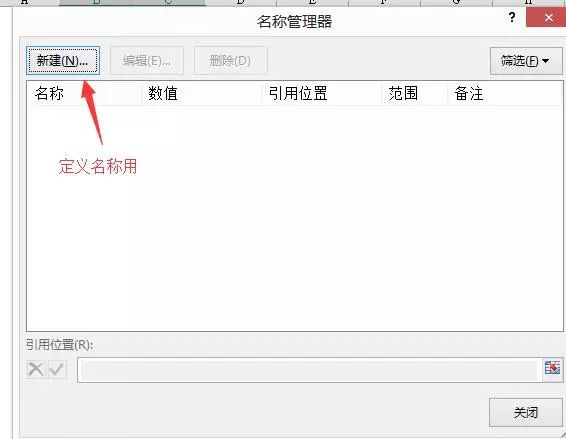 A B C D E F G H
名称管理器 ? ×
新建(N)... 编辑(E)... 删除(D) 筛选(F)
名称 数值 引用位置 范围 备注
定义名称用
引用位置(R):
关闭